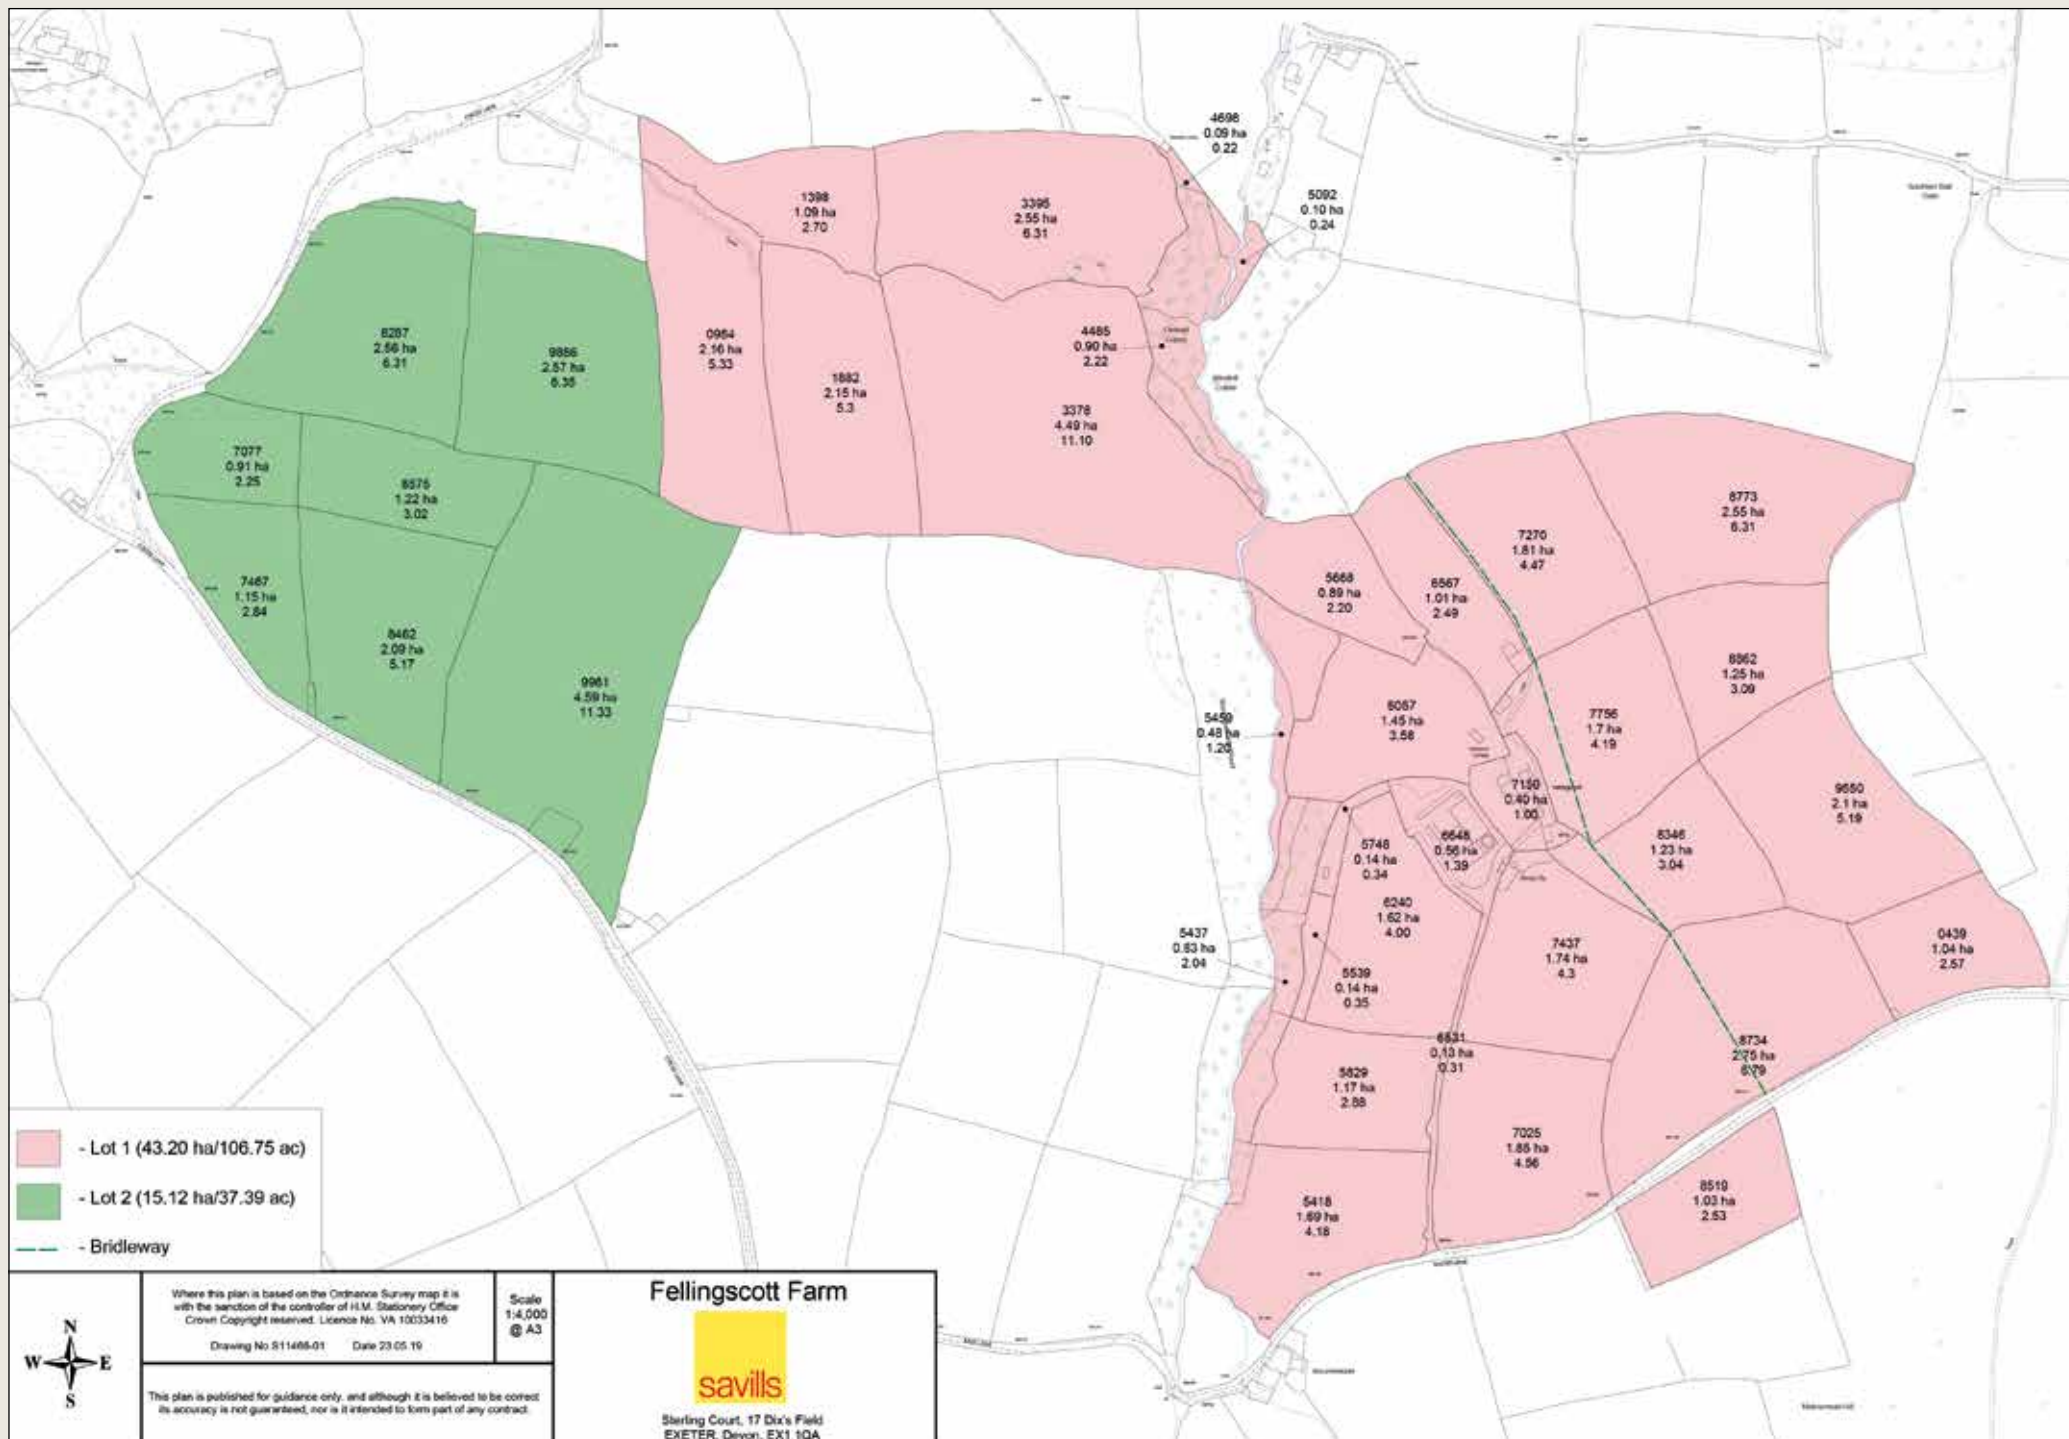 4698
0.09 ha
0.22
5092
0.10 ha
0.24
1398
1.09 ha
2.70
3395
2.55 ha
6.31
8287
2.56 ha
6.31
9886
2.57 ha
6.35
0984
2.16 ha
5.33
1882
2.15 ha
5.3
4485
0.90 ha
2.22
3378
4.49 ha
11.10
7077
0.91 ha
2.25
8575
1.22 ha
3.02
7467
1.15 ha
2.84
8462
2.09 ha
5.17
9961
4.59 ha
11.33
8773
2.55 ha
6.31
7270
1.81 ha
4.47
5668
0.89 ha
2.20
6567
1.01 ha
2.49
8862
1.25 ha
3.09
6057
1.45 ha
3.58
7756
1.7 ha
4.19
5459
0.48 ha
1.20
7150
0.40 ha
1.00
9550
2.1 ha
5.19
5748
0.14 ha
0.34
6648
0.56 ha
1.39
8346
1.23 ha
3.04
6240
1.62 ha
4.00
5437
0.83 ha
2.04
7437
1.74 ha
4.3
0439
1.04 ha
2.57
5539
0.14 ha
0.35
6531
0.13 ha
0.31
8734
2.75 ha
6.79
5829
1.17 ha
2.88
7025
1.85 ha
4.56
5418
1.69 ha
4.18
8519
1.03 ha
2.53
- Lot 1 (43.20 ha/106.75 ac)
- Lot 2 (15.12 ha/37.39 ac)
- Bridleway
N
W E
S
Where this plan is based on the Ordnance Survey map it is
with the sanction of the controller of H.M. Stationery Office
Crown Copyright reserved. Licence No. VA 10033416
Drawing No S11466-01 Date 23.05.19
Scale
1:4,000
@ A3
This plan is published for guidance only, and although it is believed to be correct
its accuracy is not guaranteed, nor is it intended to form part of any contract.
Fellingscott Farm
savills
Sterling Court, 17 Dix's Field
EXETER, Devon, EX1 1QA